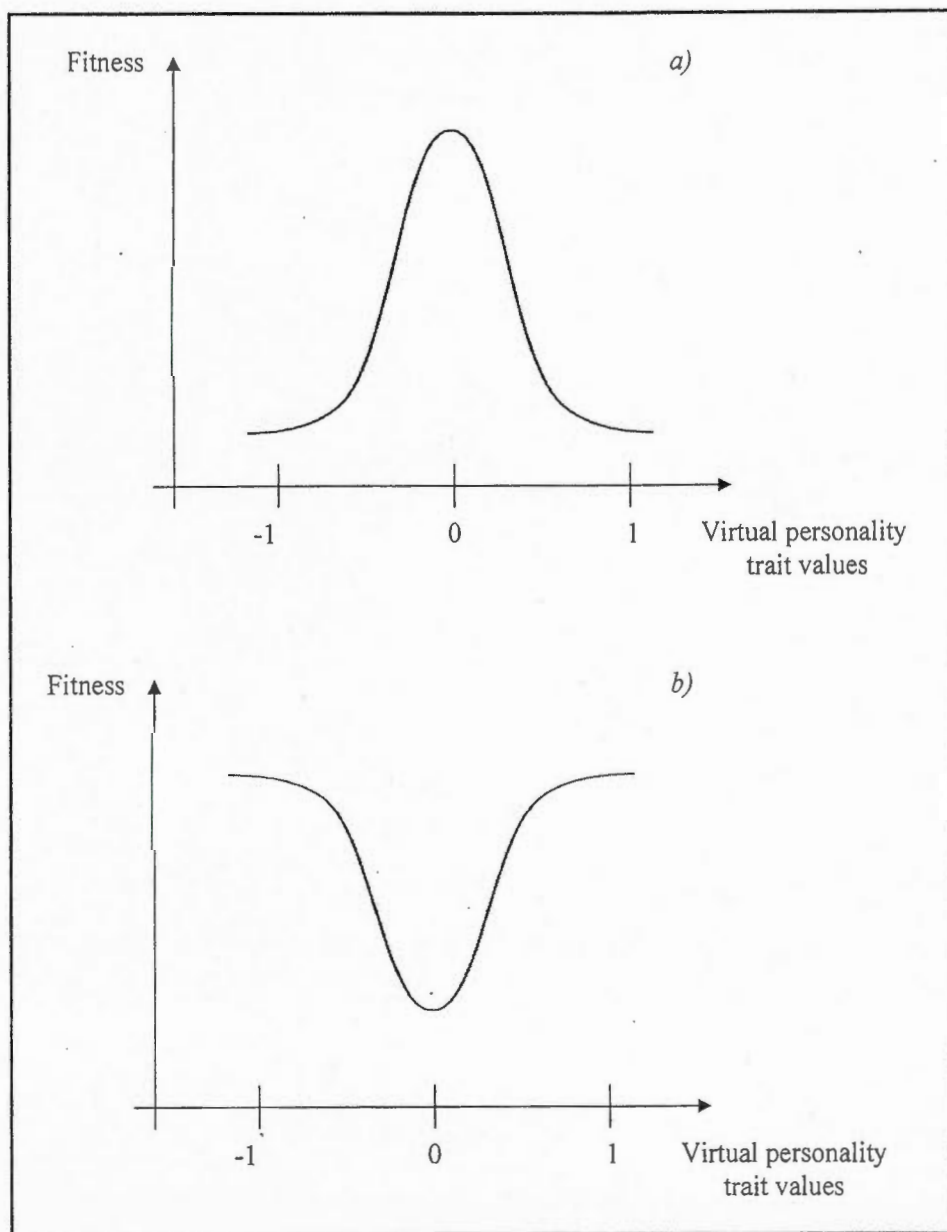 Fitness
a)
-1
0
1
Virtual personality
trait values
Fitness
b)
-1
0
1
Virtual personality
trait values